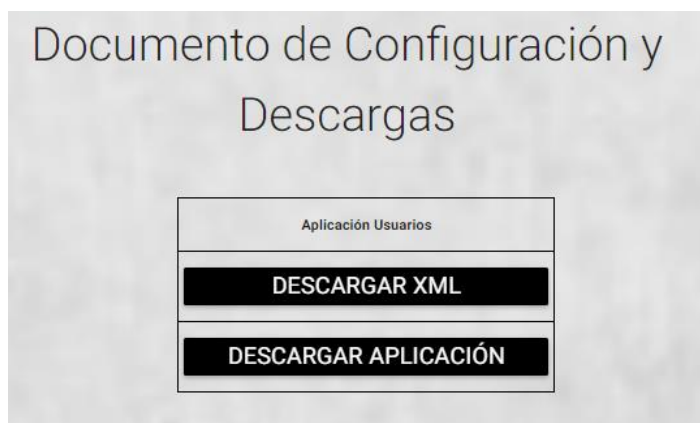 Documento de Configuración y
Descargas
Aplicación Usuarios
DESCARGAR XML
DESCARGAR APLICACIÓN